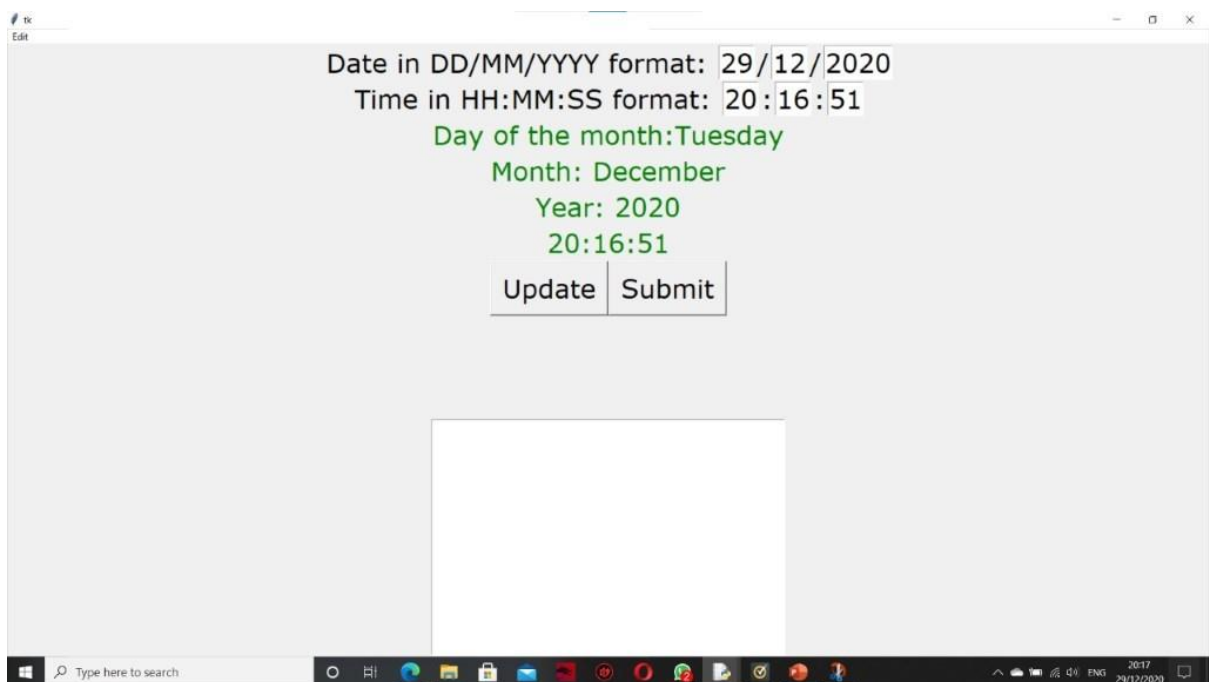 tk
Edit
Date in DD/MM/YYYY format: 29/12/2020
Time in HH:MM:SS format: 20:16:51
Day of the month:Tuesday
Month: December
Year: 2020
20:16:51
Update Submit
Type here to search
ENG
20:17
29/12/2020